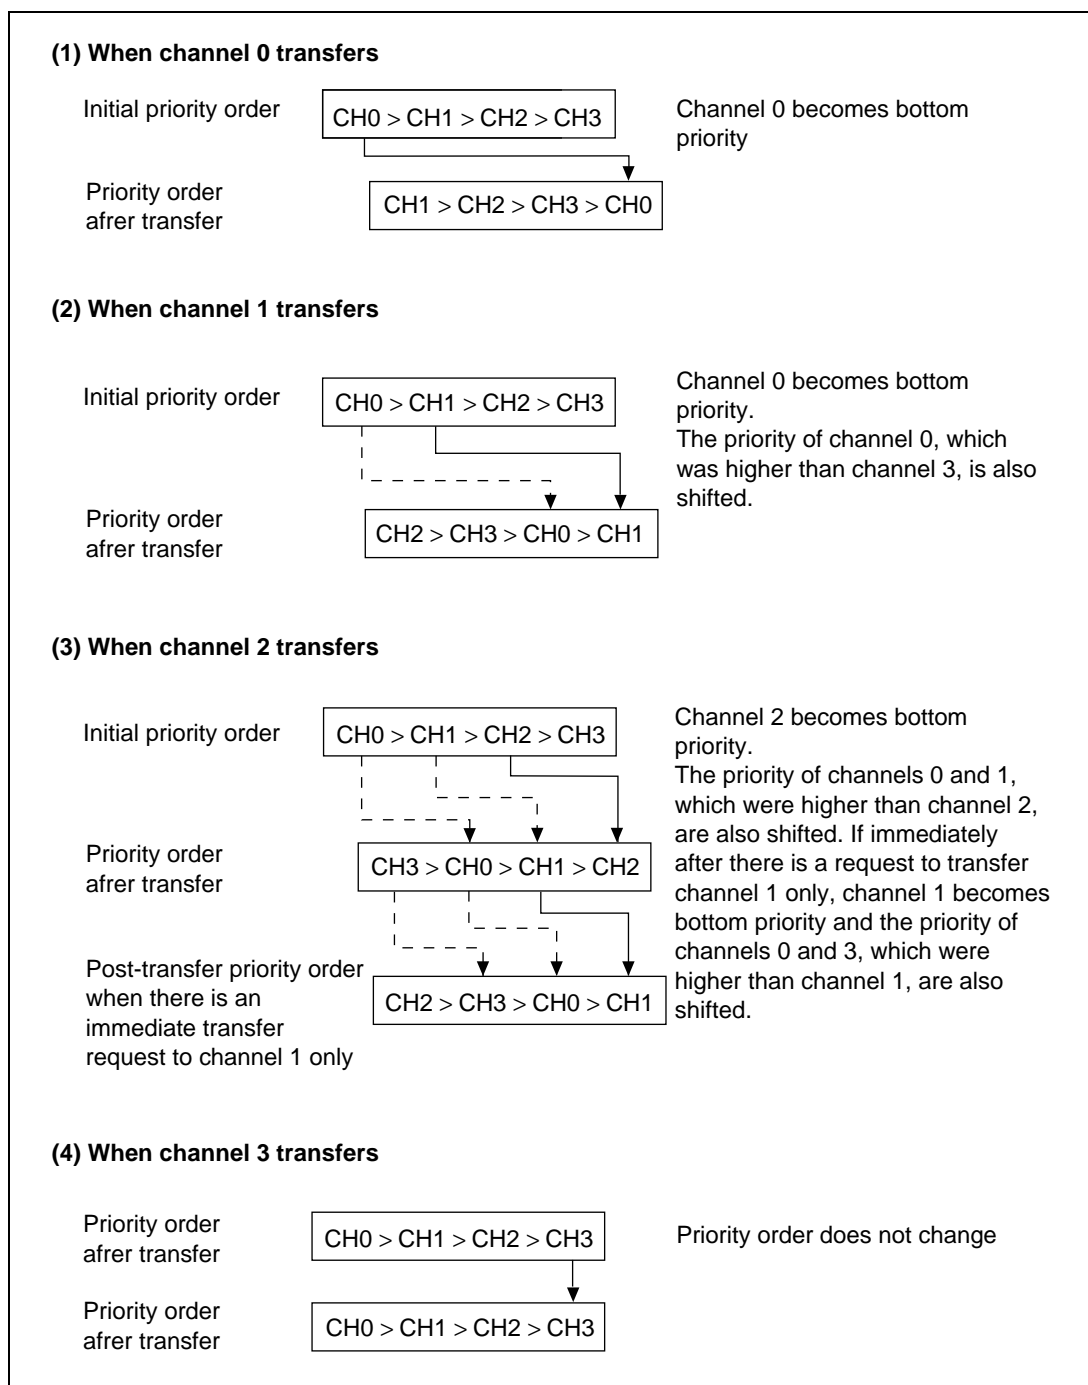 (1) When channel 0 transfers
Initial priority order
CH0 > CH1 > CH2 > CH3
Channel 0 becomes bottom
priority
Priority order
afrer transfer
CH1 > CH2 > CH3 > CH0
(2) When channel 1 transfers
Initial priority order
CH0 > CH1 > CH2 > CH3
Channel 0 becomes bottom
priority.
The priority of channel 0, which
was higher than channel 3, is also
shifted.
Priority order
afrer transfer
CH2 > CH3 > CH0 > CH1
(3) When channel 2 transfers
Initial priority order
CH0 > CH1 > CH2 > CH3
Channel 2 becomes bottom
priority.
The priority of channels 0 and 1,
which were higher than channel 2,
are also shifted. If immediately
after there is a request to transfer
channel 1 only, channel 1 becomes
bottom priority and the priority of
channels 0 and 3, which were
higher than channel 1, are also
shifted.
Priority order
afrer transfer
CH3 > CH0 > CH1 > CH2
Post-transfer priority order
when there is an
immediate transfer
request to channel 1 only
CH2 > CH3 > CH0 > CH1
(4) When channel 3 transfers
Priority order
afrer transfer
CH0 > CH1 > CH2 > CH3
Priority order does not change
Priority order
afrer transfer
CH0 > CH1 > CH2 > CH3